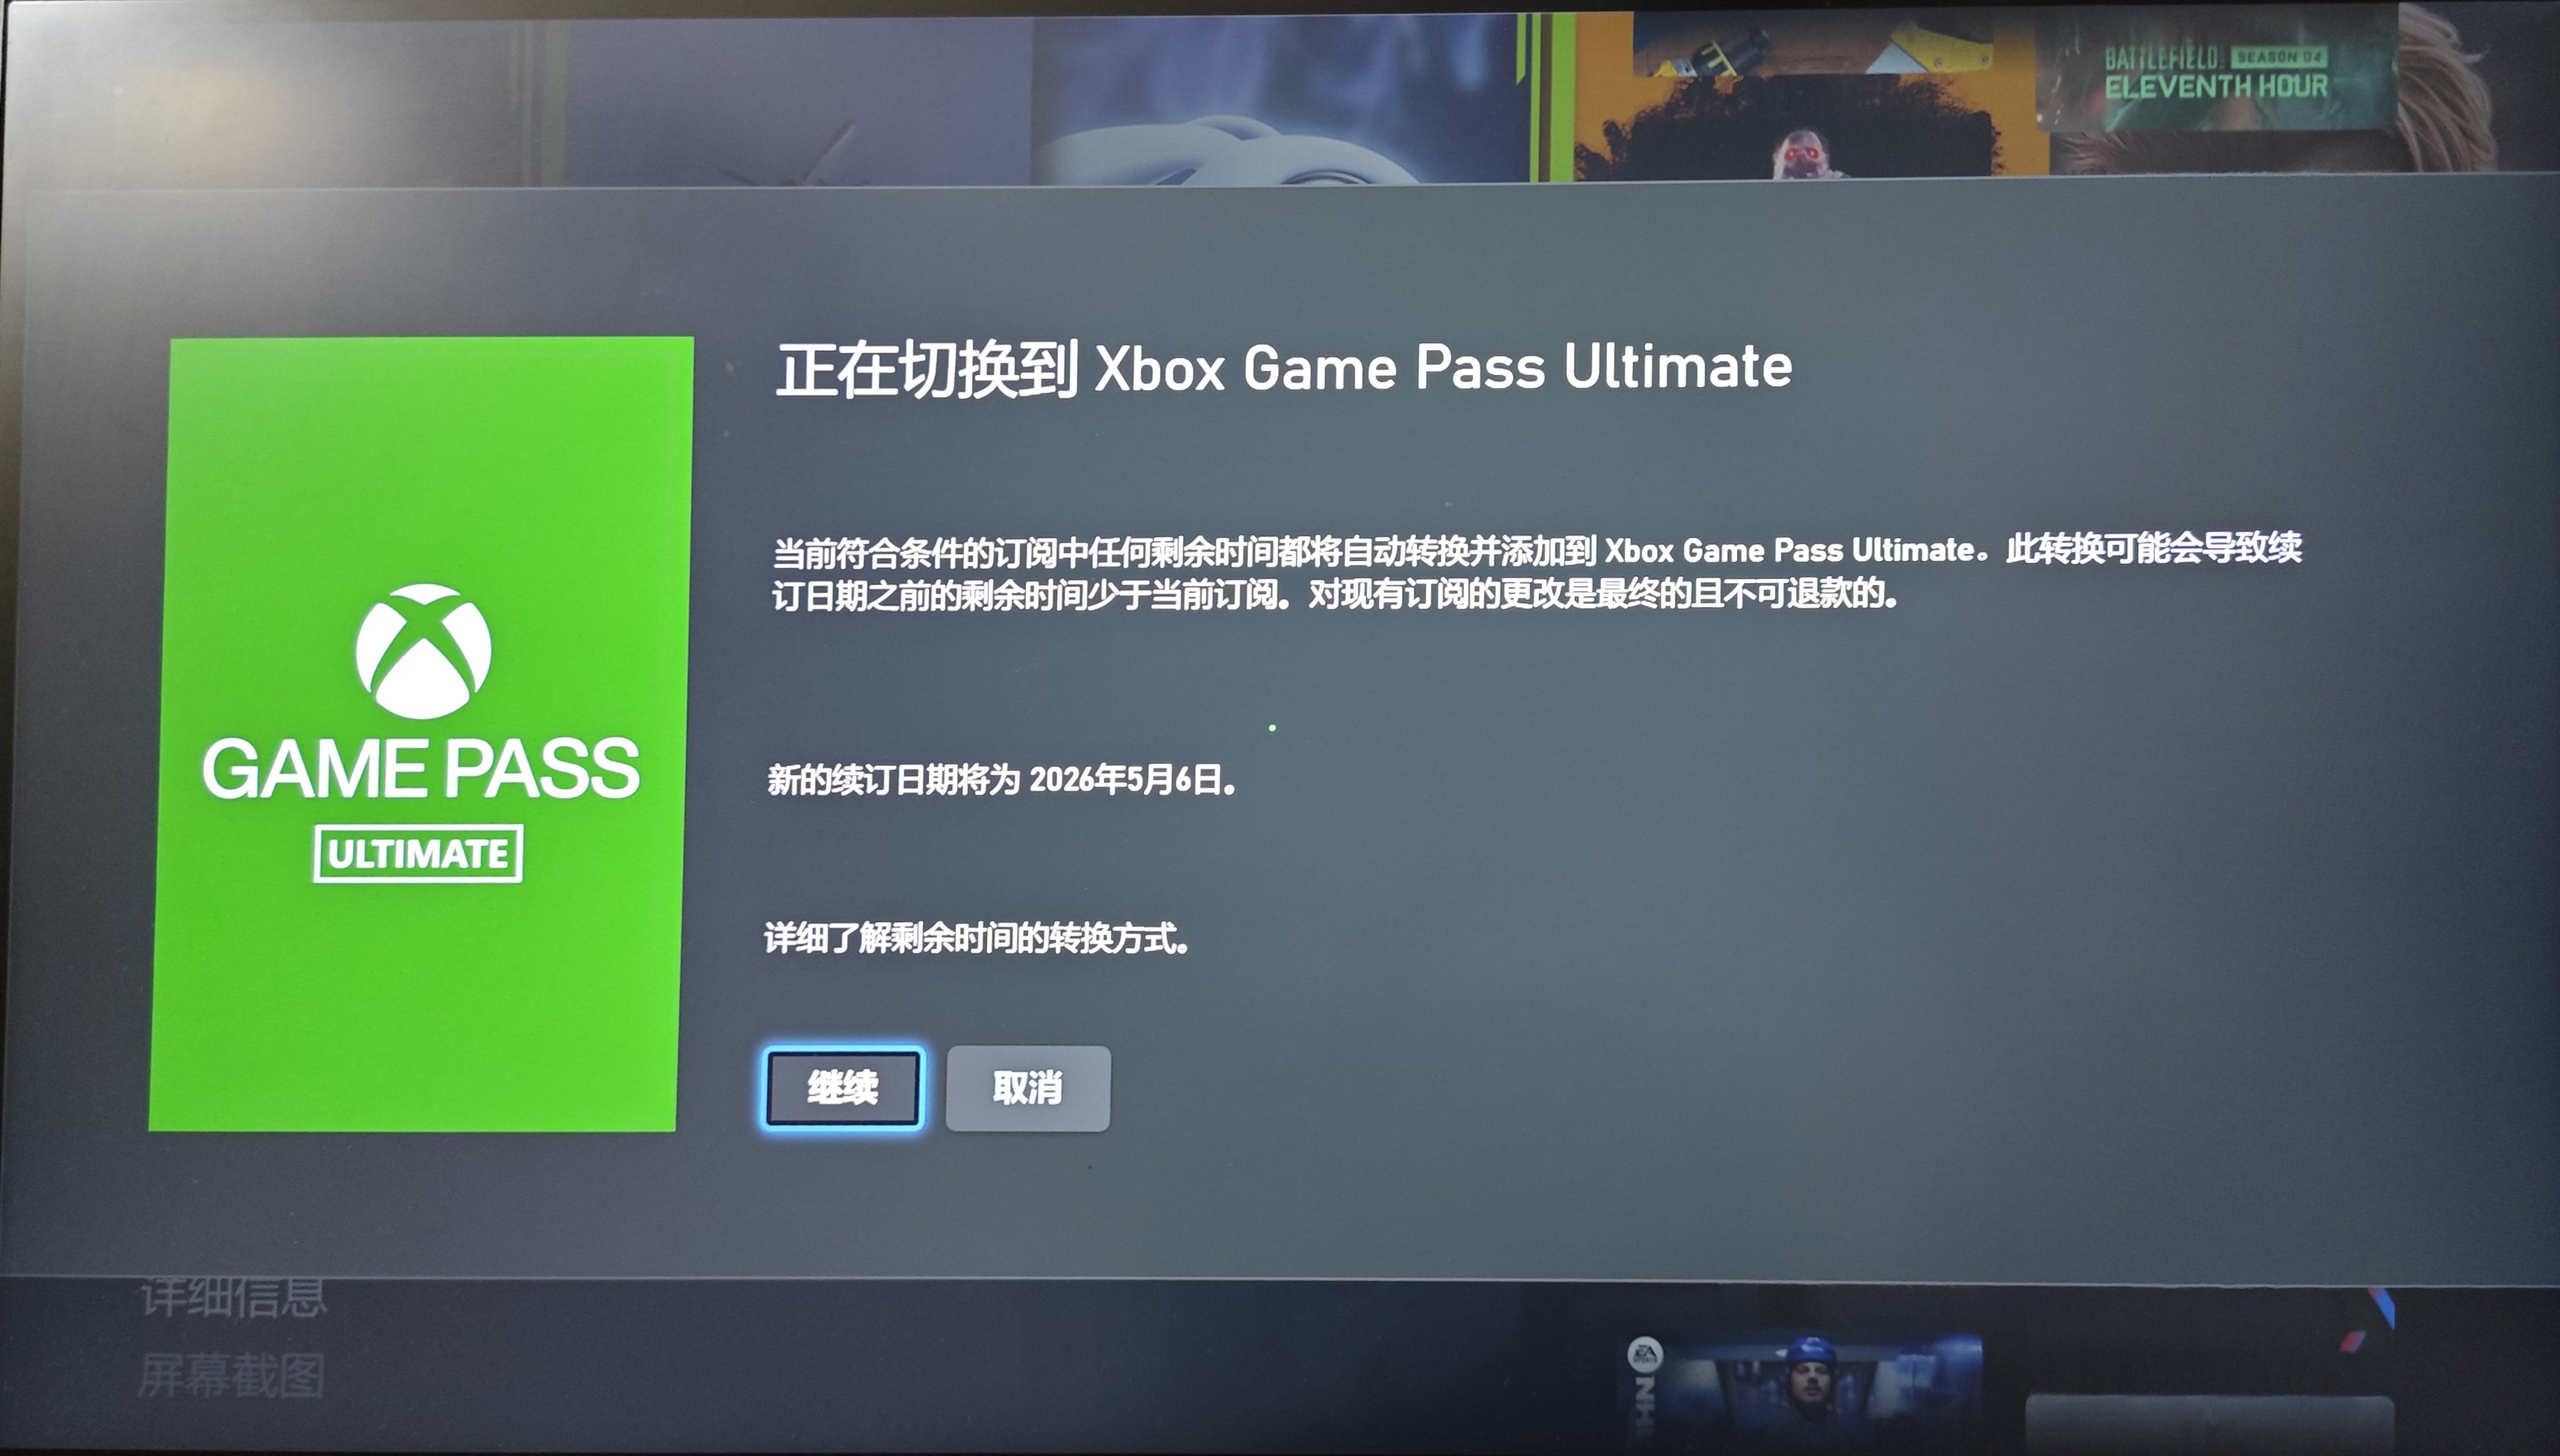 BATTLEFIELD SEASON 04
ELEVENTH HOUR
正在切换到 Xbox Game Pass Ultimate
当前符合条件的订阅中任何剩余时间都将自动转换并添加到 Xbox Game Pass Ultimate。此转换可能会导致续
订日期之前的剩余时间少于当前订阅。对现有订阅的更改是最终的且不可退款的。
GAME PASS
ULTIMATE
新的续订日期将为 2026年5月6日。
详细了解剩余时间的转换方式。
继续
取消
详细信息
屏幕截图
EA
SPORTS
NHL